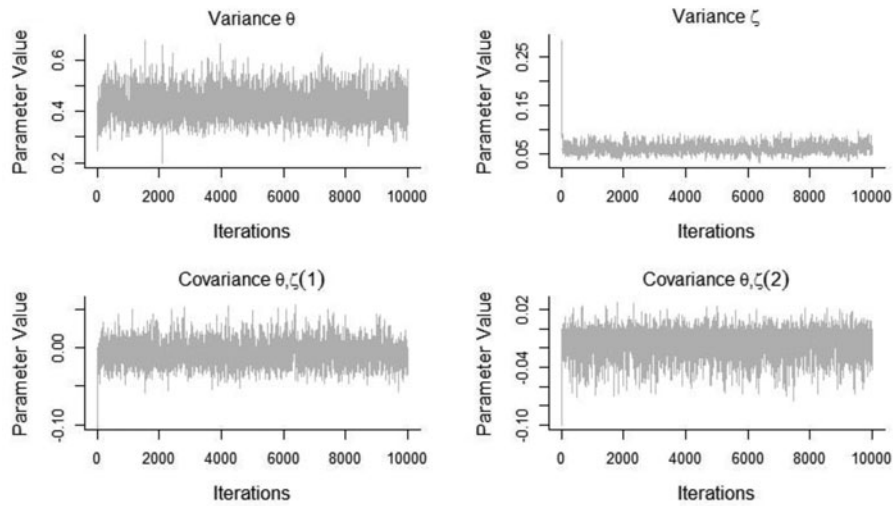 Variance θ
Parameter Value
0.2 0.4 0.6
0 2000 4000 6000 8000 10000
Iterations
Variance ζ
Parameter Value
0.05 0.15 0.25
0 2000 4000 6000 8000 10000
Iterations
Covariance θ,ζ(1)
Parameter Value
-0.10 0.00
0 2000 4000 6000 8000 10000
Iterations
Covariance θ,ζ(2)
Parameter Value
-0.10 -0.04 0.02
0 2000 4000 6000 8000 10000
Iterations